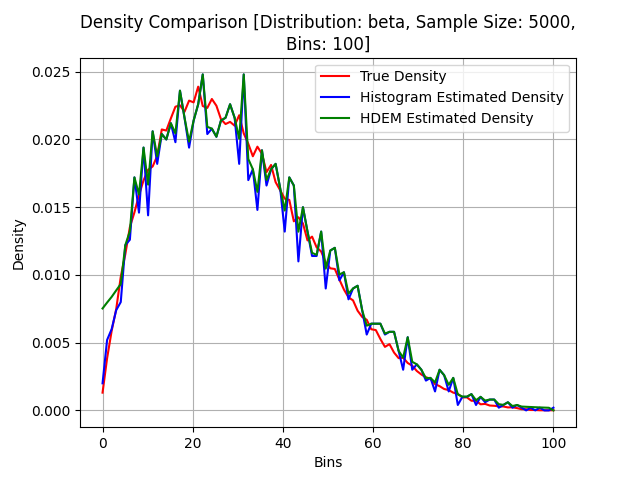 Density Comparison [Distribution: beta, Sample Size: 5000,
Bins: 100]
True Density
Histogram Estimated Density
HDEM Estimated Density
Density
0.025
0.020
0.015
0.010
0.005
0.000
0 20 40 60 80 100
Bins